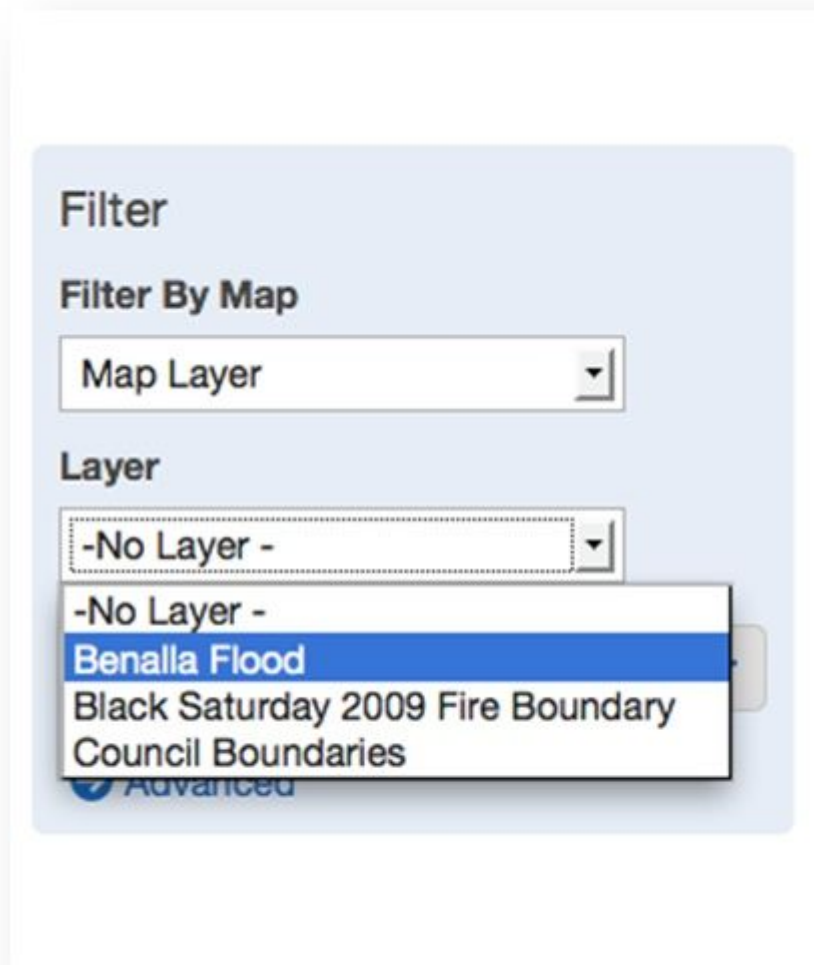 Filter
Filter By Map
Map Layer
Layer
-No Layer -
-No Layer -
Benalla Flood
Black Saturday 2009 Fire Boundary
Council Boundaries
Advanced